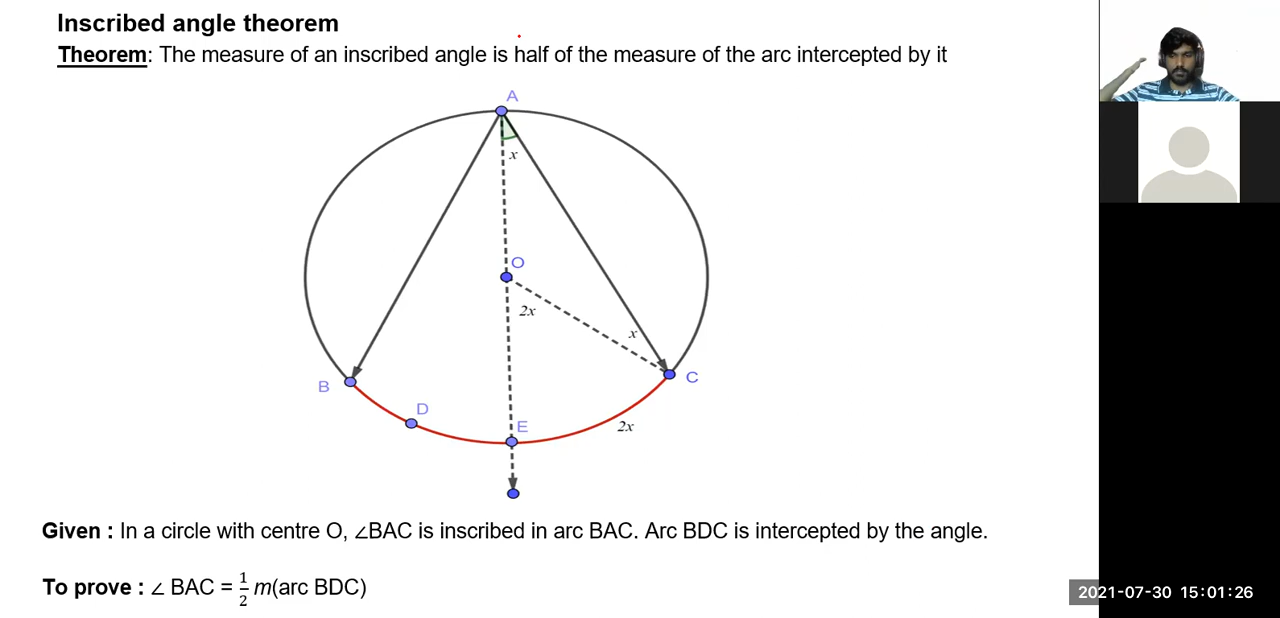 Inscribed angle theorem
Theorem: The measure of an inscribed angle is half of the measure of the arc intercepted by it
A
x
O
2x
x
B
C
D
E
2x
Given : In a circle with centre O, ∠BAC is inscribed in arc BAC. Arc BDC is intercepted by the angle.
To prove : ∠ BAC = 1/2 m(arc BDC)
2021-07-30 15:01:26